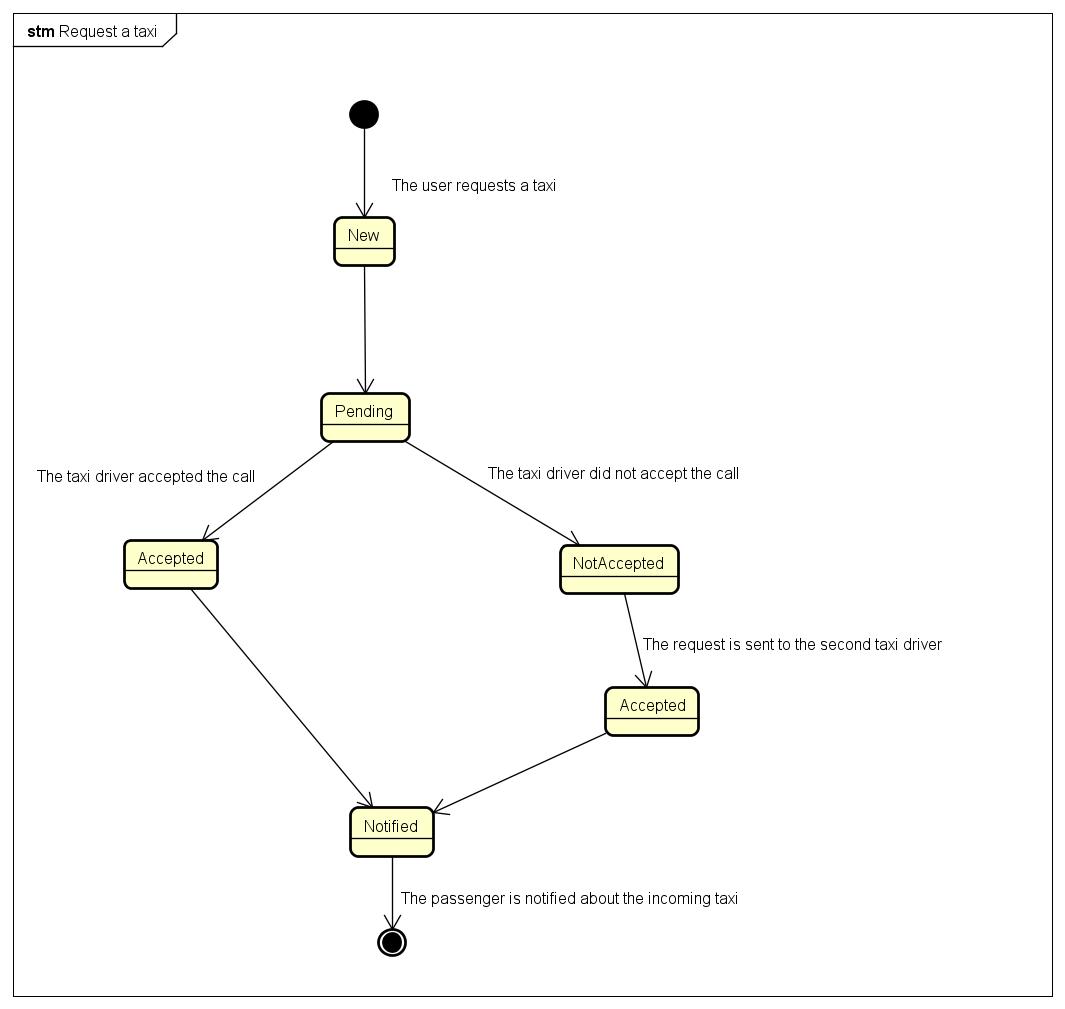 stm Request a taxi
The user requests a taxi
New
Pending
The taxi driver accepted the call
The taxi driver did not accept the call
Accepted
NotAccepted
The request is sent to the second taxi driver
Accepted
Notified
The passenger is notified about the incoming taxi